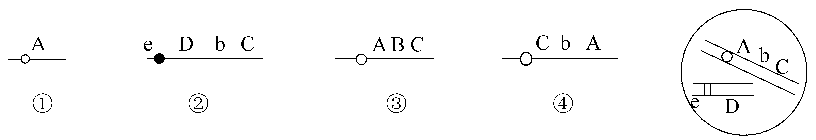 A
e D b C
A B C
C b A
A b C
e D
① ② ③ ④